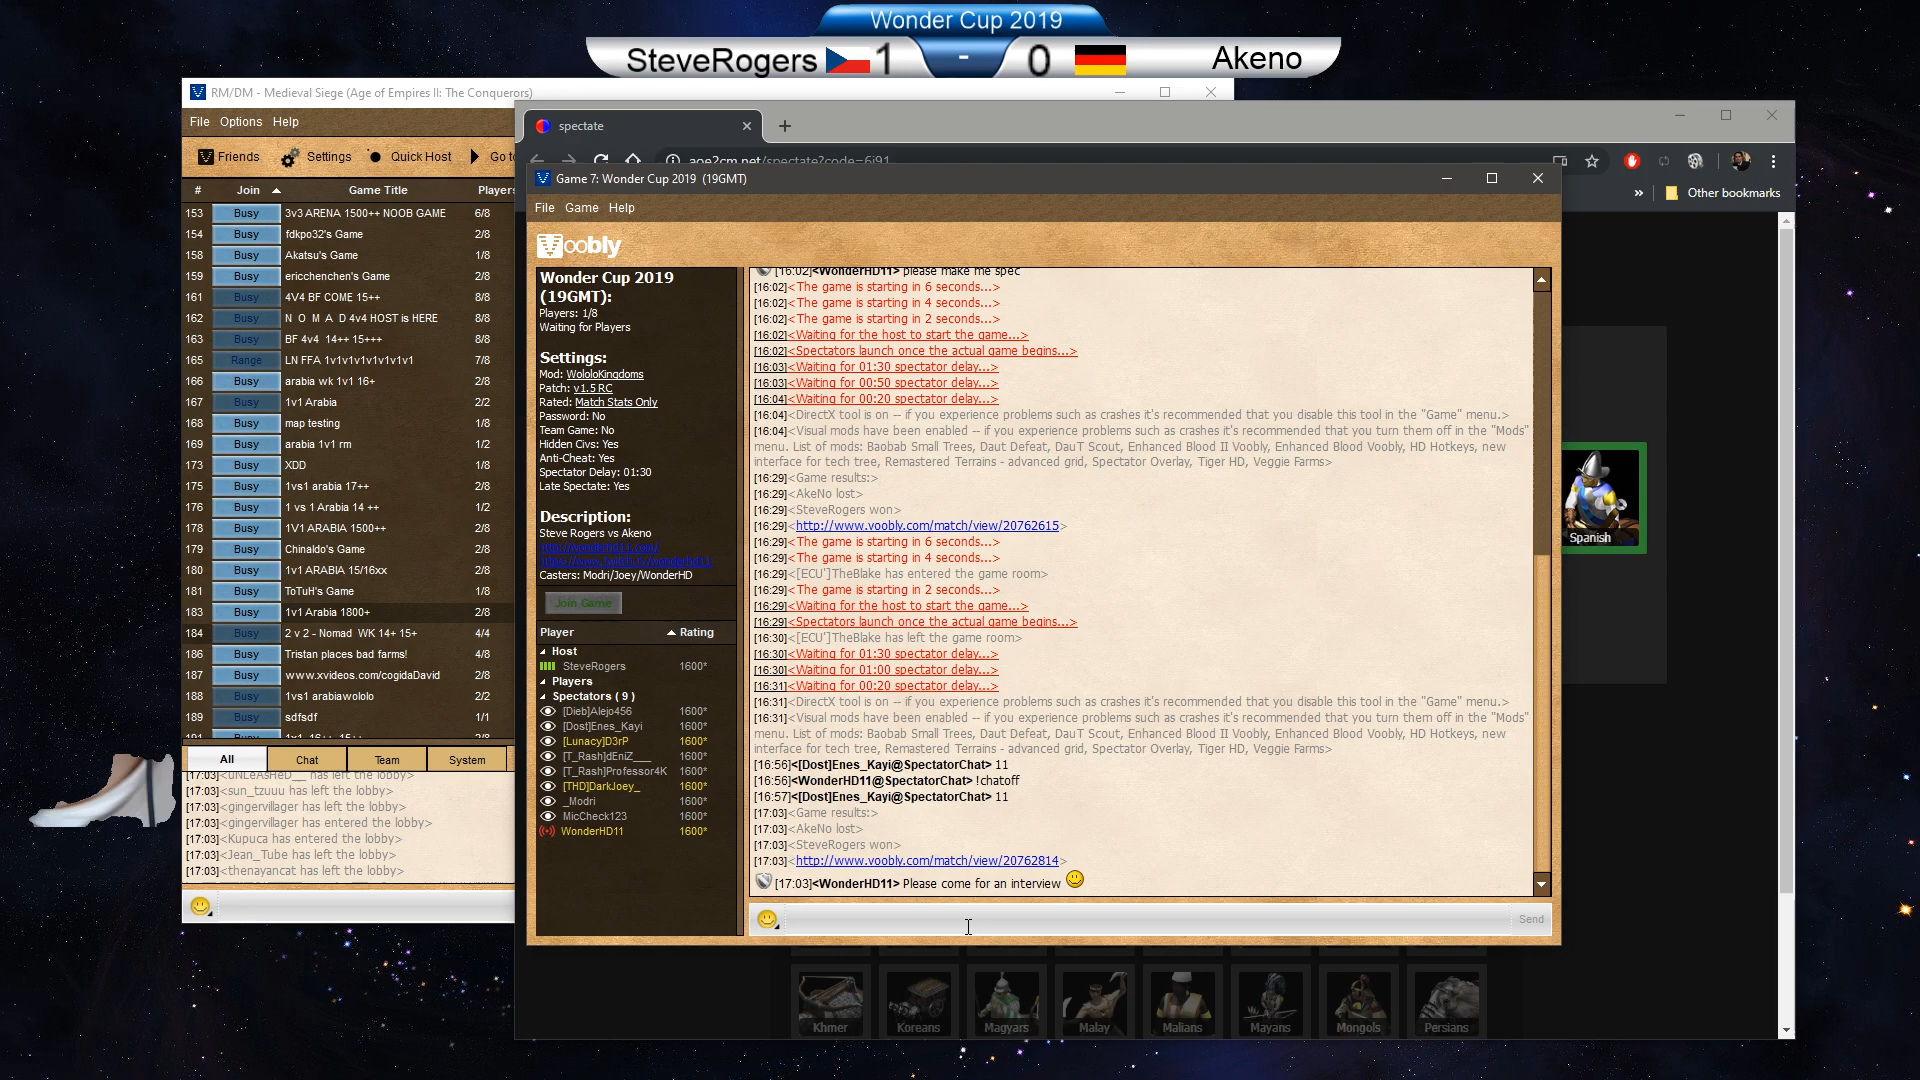 Wonder Cup 2019
SteveRogers 1 - 0 Akeno
RM/DM - Medieval Siege (Age of Empires II: The Conquerors)
File Options Help
Friends Settings Quick Host Go to
# Join Game Title Players
153 Busy 3v3 ARENA 1500++ NOOB GAME 6/8
154 Busy fdkpo32's Game 2/8
158 Busy Akatsu's Game 1/8
159 Busy ericchenchen's Game 2/8
161 Busy 4V4 BF COME 15++ 8/8
162 Busy N O M A D 4v4 HOST is HERE 8/8
163 Busy BF 4v4 14++ 15+++ 8/8
165 Range LN FFA 1v1v1v1v1v1v1v1 7/8
166 Busy arabia wk 1v1 16+ 2/8
167 Busy 1v1 Arabia 2/2
168 Busy map testing 1/8
169 Busy arabia 1v1 rm 1/2
173 Busy XDD 1/8
175 Busy 1vs1 arabia 17++ 2/8
176 Busy 1 vs 1 Arabia 14 ++ 1/2
178 Busy 1V1 ARABIA 1500++ 2/8
179 Busy Chinaldo's Game 2/8
180 Busy 1v1 ARABIA 15/16xx 2/8
181 Busy ToTuH's Game 1/8
183 Busy 1v1 Arabia 1800+ 2/8
184 Busy 2 v 2 - Nomad WK 14+ 15+ 4/4
186 Busy Tristan places bad farms! 4/8
187 Busy www.xvideos.com/cogidaDavid 2/8
188 Busy 1vs1 arabiawololo 2/2
189 Busy sdfsdf 1/1
191 Busy 1x1 16++ 15++ 2/8
All Chat Team System
[17:03]<uNLeAsHeD__ has left the lobby>
[17:03]<sun_tzuuu has left the lobby>
[17:03]<gingervillager has left the lobby>
[17:03]<gingervillager has entered the lobby>
[17:03]<Kupuca has entered the lobby>
[17:03]<Jean_Tube has left the lobby>
[17:03]<thenayancat has left the lobby>
spectate
aoe2cm.net/spectate?code=6i91
» Other bookmarks
Game 7: Wonder Cup 2019 (19GMT)
File Game Help
Voobly
Wonder Cup 2019
(19GMT):
Players: 1/8
Waiting for Players
Settings:
Mod: WololoKingdoms
Patch: v1.5 RC
Rated: Match Stats Only
Password: No
Team Game: No
Hidden Civs: Yes
Anti-Cheat: Yes
Spectator Delay: 01:30
Late Spectate: Yes
Description:
Steve Rogers vs Akeno
Casters: Modri/Joey/WonderHD
Join Game
Player Rating
Host
SteveRogers 1600*
Players
Spectators ( 9 )
[Dieb]Alejo456 1600*
[Dost]Enes_Kayi 1600*
[Lunacy]D3rP 1600*
[T_Rash]dEniZ___ 1600*
[T_Rash]Professor4K 1600*
[THD]DarkJoey_ 1600*
_Modri 1600*
MicCheck123 1600*
WonderHD11 1600*
[16:02]<WonderHD11> please make me spec
[16:02]<The game is starting in 6 seconds...>
[16:02]<The game is starting in 4 seconds...>
[16:02]<The game is starting in 2 seconds...>
[16:02]<Waiting for the host to start the game...>
[16:02]<Spectators launch once the actual game begins...>
[16:03]<Waiting for 01:30 spectator delay...>
[16:03]<Waiting for 00:50 spectator delay...>
[16:04]<Waiting for 00:20 spectator delay...>
[16:04]<DirectX tool is on -- if you experience problems such as crashes it's recommended that you disable this tool in the "Game" menu.>
[16:04]<Visual mods have been enabled -- if you experience problems such as crashes it's recommended that you turn them off in the "Mods"
menu. List of mods: Baobab Small Trees, Daut Defeat, DauT Scout, Enhanced Blood II Voobly, Enhanced Blood Voobly, HD Hotkeys, new
interface for tech tree, Remastered Terrains - advanced grid, Spectator Overlay, Tiger HD, Veggie Farms>
[16:29]<Game results:>
[16:29]<AkeNo lost>
[16:29]<SteveRogers won>
[16:29]<http://www.voobly.com/match/view/20762615>
[16:29]<The game is starting in 6 seconds...>
[16:29]<The game is starting in 4 seconds...>
[16:29]<[ECU']TheBlake has entered the game room>
[16:29]<The game is starting in 2 seconds...>
[16:29]<Waiting for the host to start the game...>
[16:29]<Spectators launch once the actual game begins...>
[16:30]<[ECU']TheBlake has left the game room>
[16:30]<Waiting for 01:30 spectator delay...>
[16:30]<Waiting for 01:00 spectator delay...>
[16:31]<Waiting for 00:20 spectator delay...>
[16:31]<DirectX tool is on -- if you experience problems such as crashes it's recommended that you disable this tool in the "Game" menu.>
[16:31]<Visual mods have been enabled -- if you experience problems such as crashes it's recommended that you turn them off in the "Mods"
menu. List of mods: Baobab Small Trees, Daut Defeat, DauT Scout, Enhanced Blood II Voobly, Enhanced Blood Voobly, HD Hotkeys, new
interface for tech tree, Remastered Terrains - advanced grid, Spectator Overlay, Tiger HD, Veggie Farms>
[16:56]<[Dost]Enes_Kayi@SpectatorChat> 11
[16:56]<WonderHD11@SpectatorChat> !chatoff
[16:57]<[Dost]Enes_Kayi@SpectatorChat> 11
[17:03]<Game results:>
[17:03]<AkeNo lost>
[17:03]<SteveRogers won>
[17:03]<http://www.voobly.com/match/view/20762814>
[17:03]<WonderHD11> Please come for an interview
Send
Spanish
Khmer Koreans Magyars Malay Malians Mayans Mongols Persians